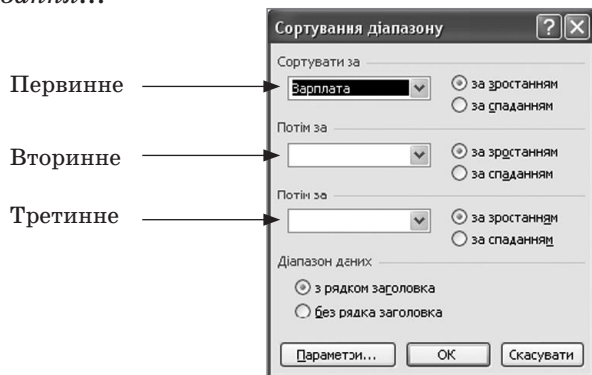 Сортування діапазону
Сортувати за
Первинне
Зарплата
за зростанням
за спаданням
Потім за
Вторинне
за зростанням
за спаданням
Потім за
Третинне
за зростанням
за спаданням
Діапазон даних
з рядком заголовка
без рядка заголовка
Параметри...
ОК
Скасувати